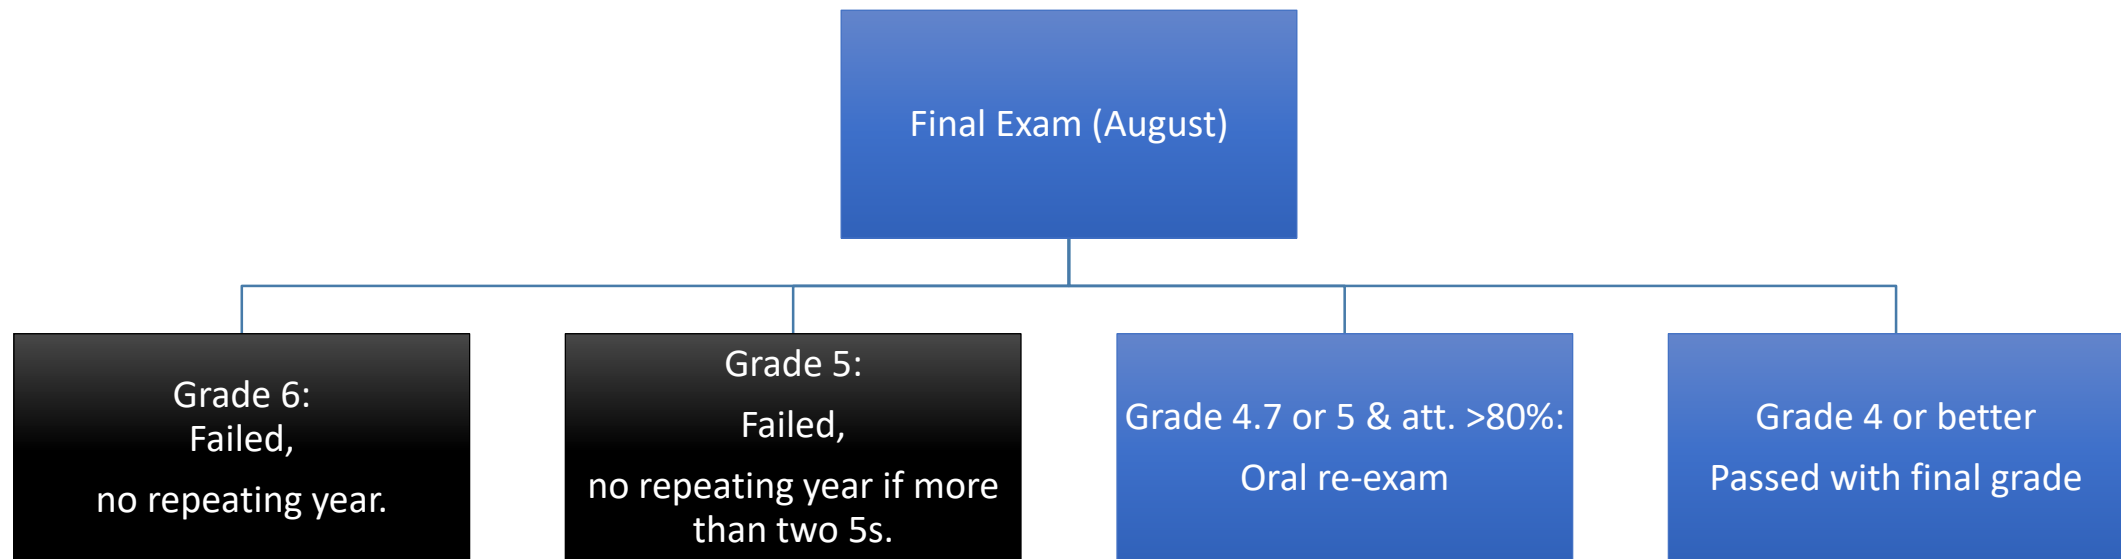 Final Exam (August)
Grade 6:
Failed,
no repeating year.
Grade 5:
Failed,
no repeating year if more
than two 5s.
Grade 4.7 or 5 & att. >80%:
Oral re-exam
Grade 4 or better
Passed with final grade